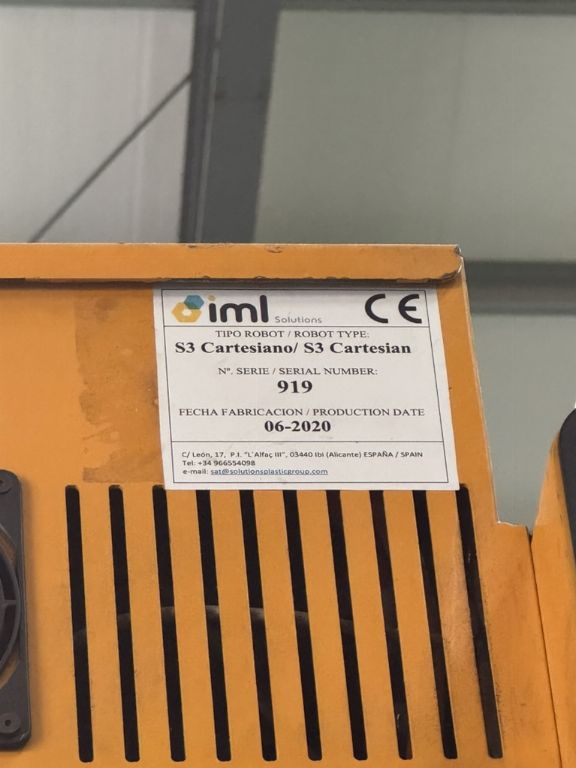 iml Solutions CE
TIPO ROBOT / ROBOT TYPE:
S3 Cartesiano/ S3 Cartesian
Nº. SERIE / SERIAL NUMBER:
919
FECHA FABRICACION / PRODUCTION DATE
06-2020
C/ León, 17, P.I. "L'Alfaç III", 03440 Ibi (Alicante) ESPAÑA / SPAIN
Tel: +34 966554098
e-mail: sat@solutionsplasticgroup.com